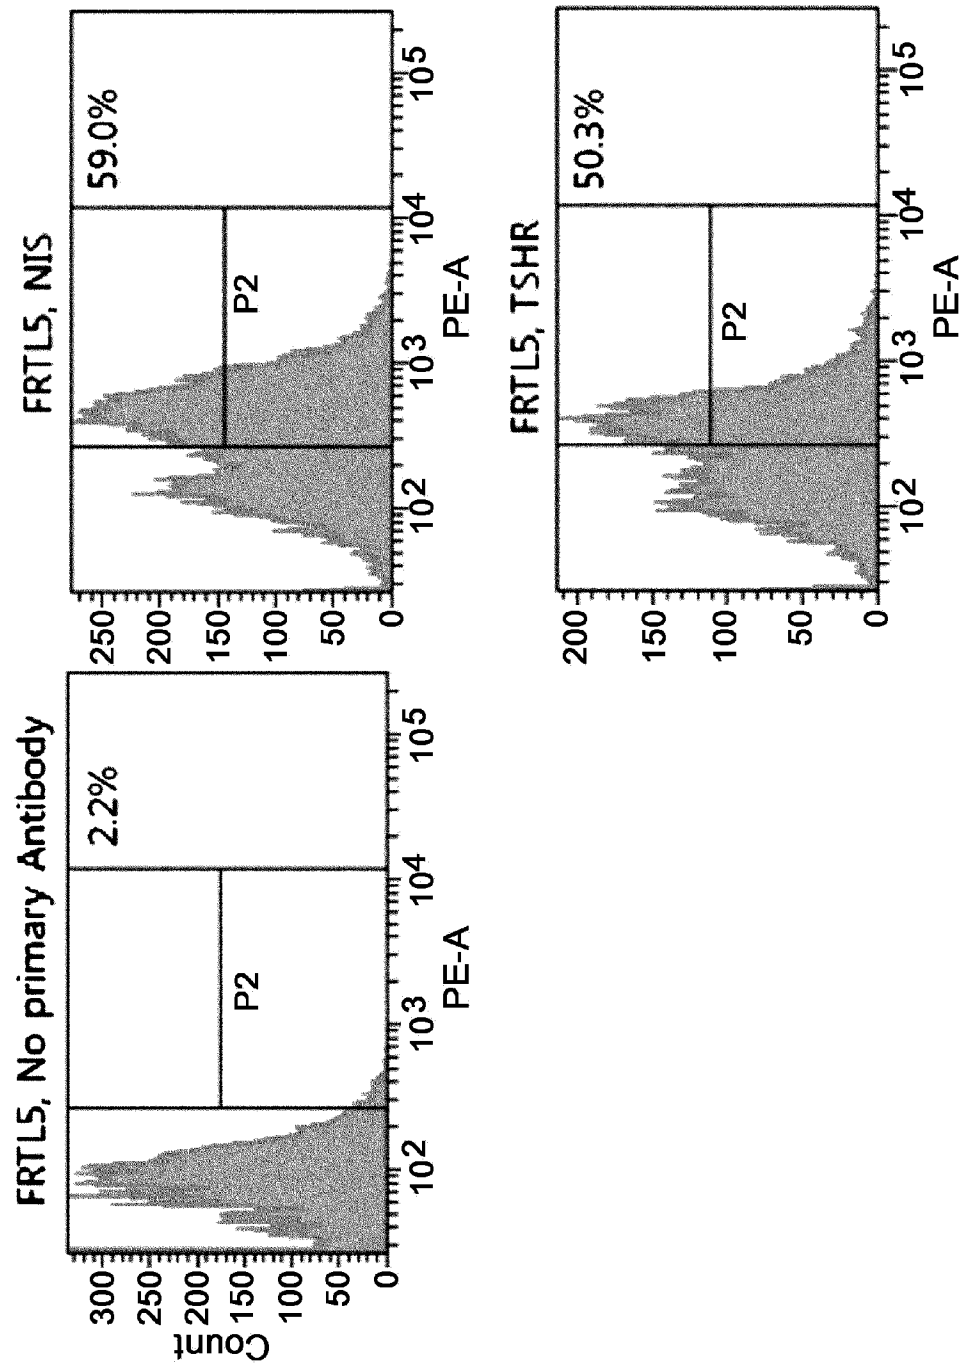 FRTL5, No primary Antibody
2.2%
P2
Count
300
250
200
150
100
50
0
10² 10³ 10⁴ 10⁵
PE-A
FRTL5, NIS
59.0%
P2
250
200
150
100
50
0
10² 10³ 10⁴ 10⁵
PE-A
FRTL5, TSHR
50.3%
P2
200
150
100
50
0
10² 10³ 10⁴ 10⁵
PE-A